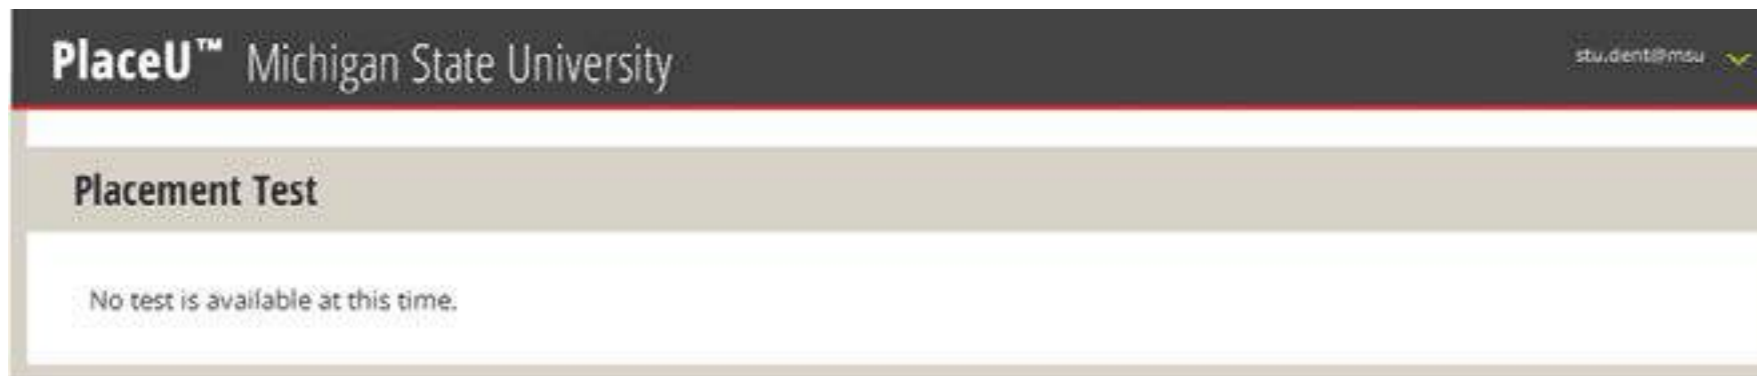 PlaceU™ Michigan State University
stu.dent@msu
Placement Test
No test is available at this time.